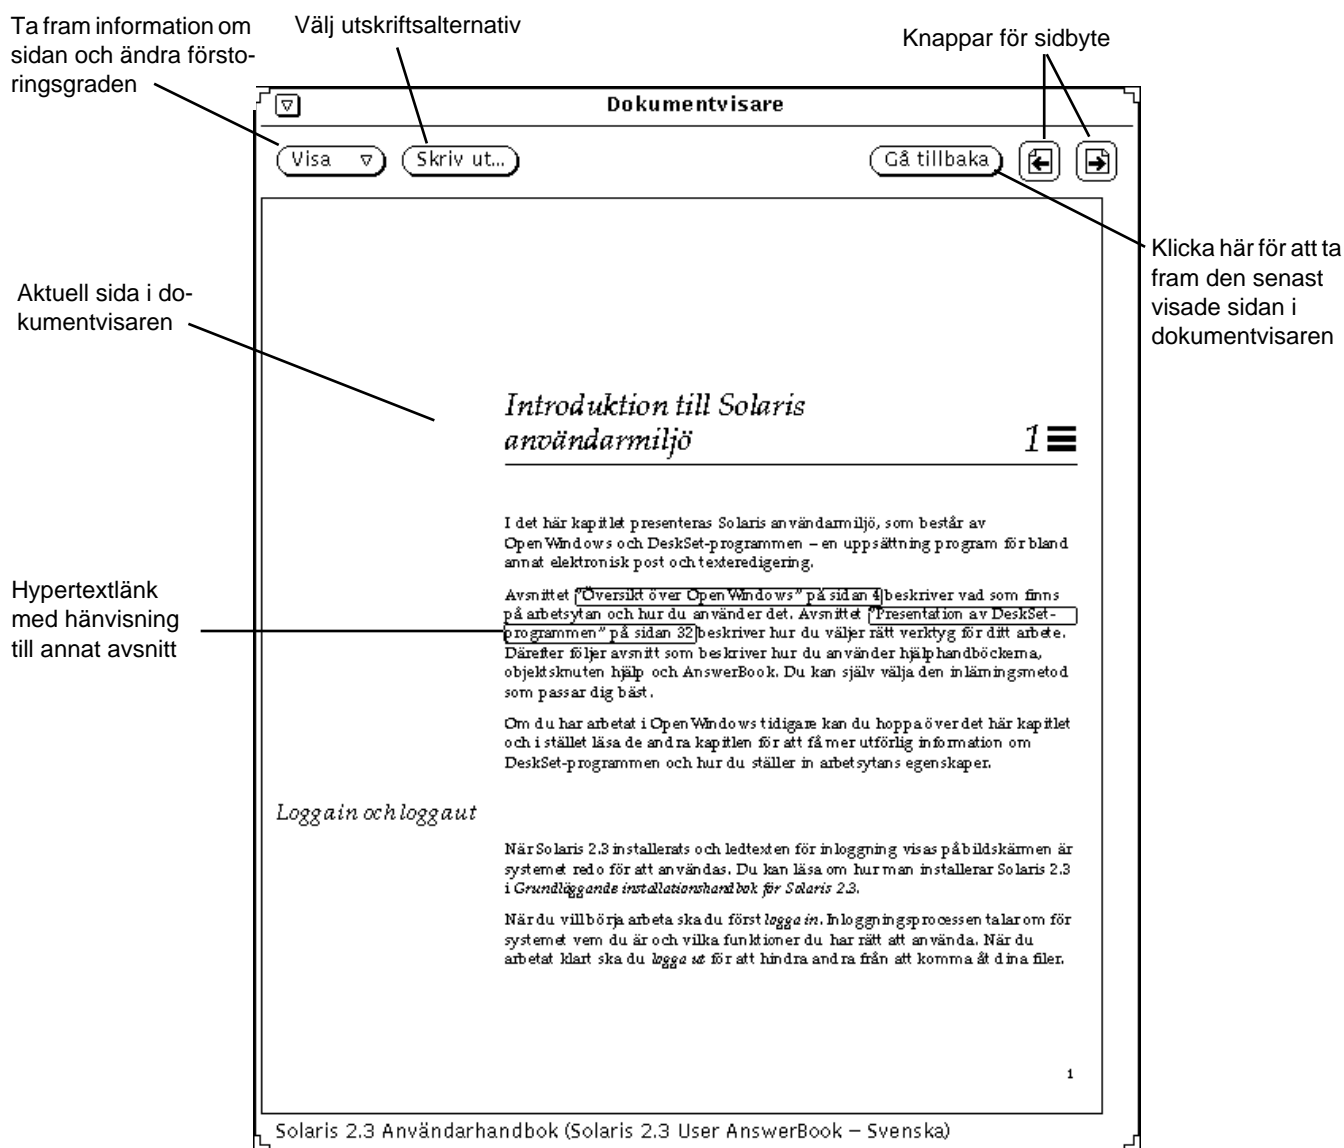 Ta fram information om
sidan och ändra försto-
ringsgraden
Välj utskriftsalternativ
Knappar för sidbyte
Dokumentvisare
Visa
Skriv ut...
Gå tillbaka
Klicka här för att ta
fram den senast
visade sidan i
dokumentvisaren
Aktuell sida i do-
kumentvisaren
Introduktion till Solaris
användarmiljö
1
I det här kapitlet presenteras Solaris användarmiljö, som består av
OpenWindows och DeskSet-programmen – en uppsättning program för bland
annat elektronisk post och texteredigering.
Hypertextlänk
med hänvisning
till annat avsnitt
Avsnittet "Översikt över OpenWindows" på sidan 4 beskriver vad som finns
på arbetsytan och hur du använder det. Avsnittet "Presentation av DeskSet-
programmen" på sidan 32 beskriver hur du väljer rätt verktyg för ditt arbete.
Därefter följer avsnitt som beskriver hur du använder hjälphandböckerna,
objektsknuten hjälp och AnswerBook. Du kan själv välja den inlärningsmetod
som passar dig bäst.
Om du har arbetat i OpenWindows tidigare kan du hoppa över det här kapitlet
och i stället läsa de andra kapitlen för att få mer utförlig information om
DeskSet-programmen och hur du ställer in arbetsytans egenskaper.
Logga in och logga ut
När Solaris 2.3 installerats och ledtexten för inloggning visas på bildskärmen är
systemet redo för att användas. Du kan läsa om hur man installerar Solaris 2.3
i Grundläggande installationshandbok för Solaris 2.3.
När du vill börja arbeta ska du först logga in. Inloggningsprocessen talar om för
systemet vem du är och vilka funktioner du har rätt att använda. När du
arbetat klart ska du logga ut för att hindra andra från att komma åt dina filer.
1
Solaris 2.3 Användarhandbok (Solaris 2.3 User AnswerBook – Svenska)